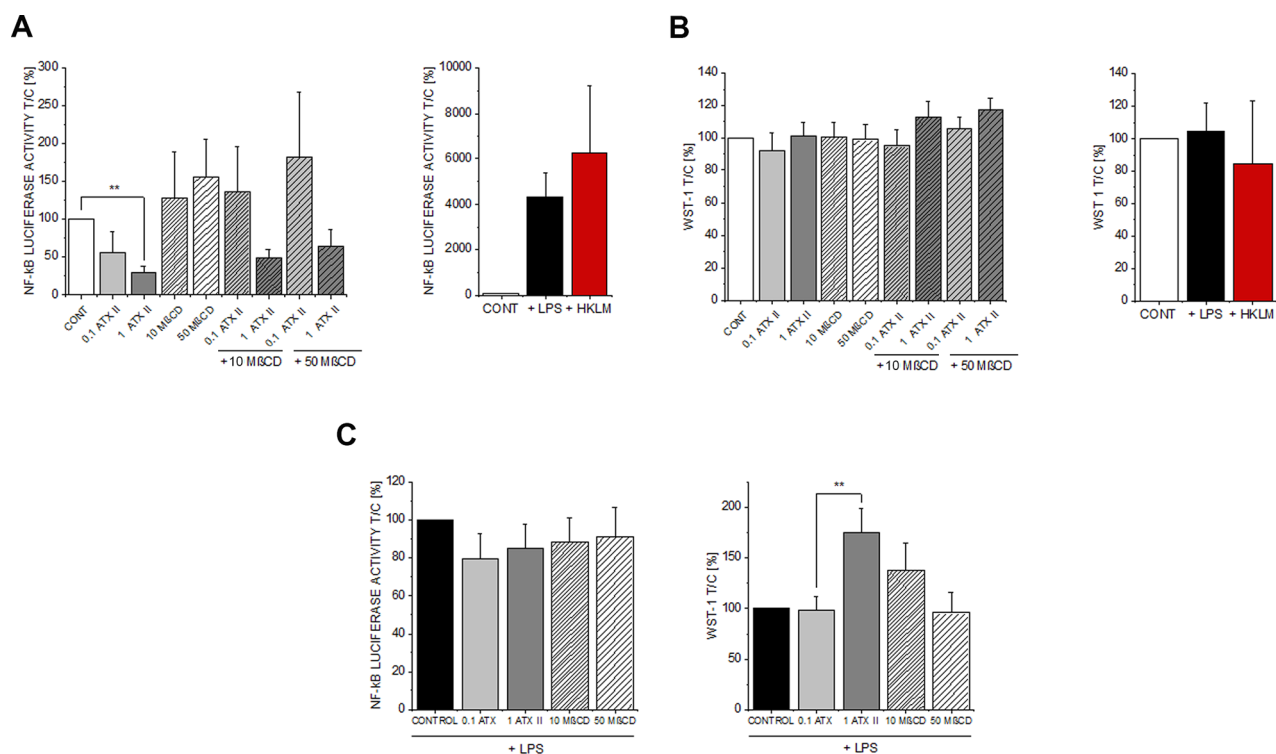 A
NF-kB LUCIFERASE ACTIVITY T/C [%]
300
250
200
150
100
50
0
**
CONT
0.1 ATX II
1 ATX II
10 MßCD
50 MßCD
0.1 ATX II
1 ATX II
0.1 ATX II
1 ATX II
+ 10 MßCD
+ 50 MßCD
NF-kB LUCIFERASE ACTIVITY T/C [%]
10000
8000
6000
4000
2000
0
CONT
+ LPS
+ HKLM
B
WST-1 T/C [%]
140
120
100
80
60
40
20
0
CONT
0.1 ATX II
1 ATX II
10 MßCD
50 MßCD
0.1 ATX II
1 ATX II
0.1 ATX II
1 ATX II
+ 10 MßCD
+ 50 MßCD
WST 1 T/C [%]
140
120
100
80
60
40
20
0
CONT
+ LPS
+ HKLM
C
NF-kB LUCIFERASE ACTIVITY T/C [%]
120
100
80
60
40
20
0
CONTROL
0.1 ATX
1 ATX II
10 MßCD
50 MßCD
+ LPS
WST-1 T/C [%]
200
150
100
50
0
**
CONTROL
0.1 ATX
1 ATX II
10 MßCD
50 MßCD
+ LPS